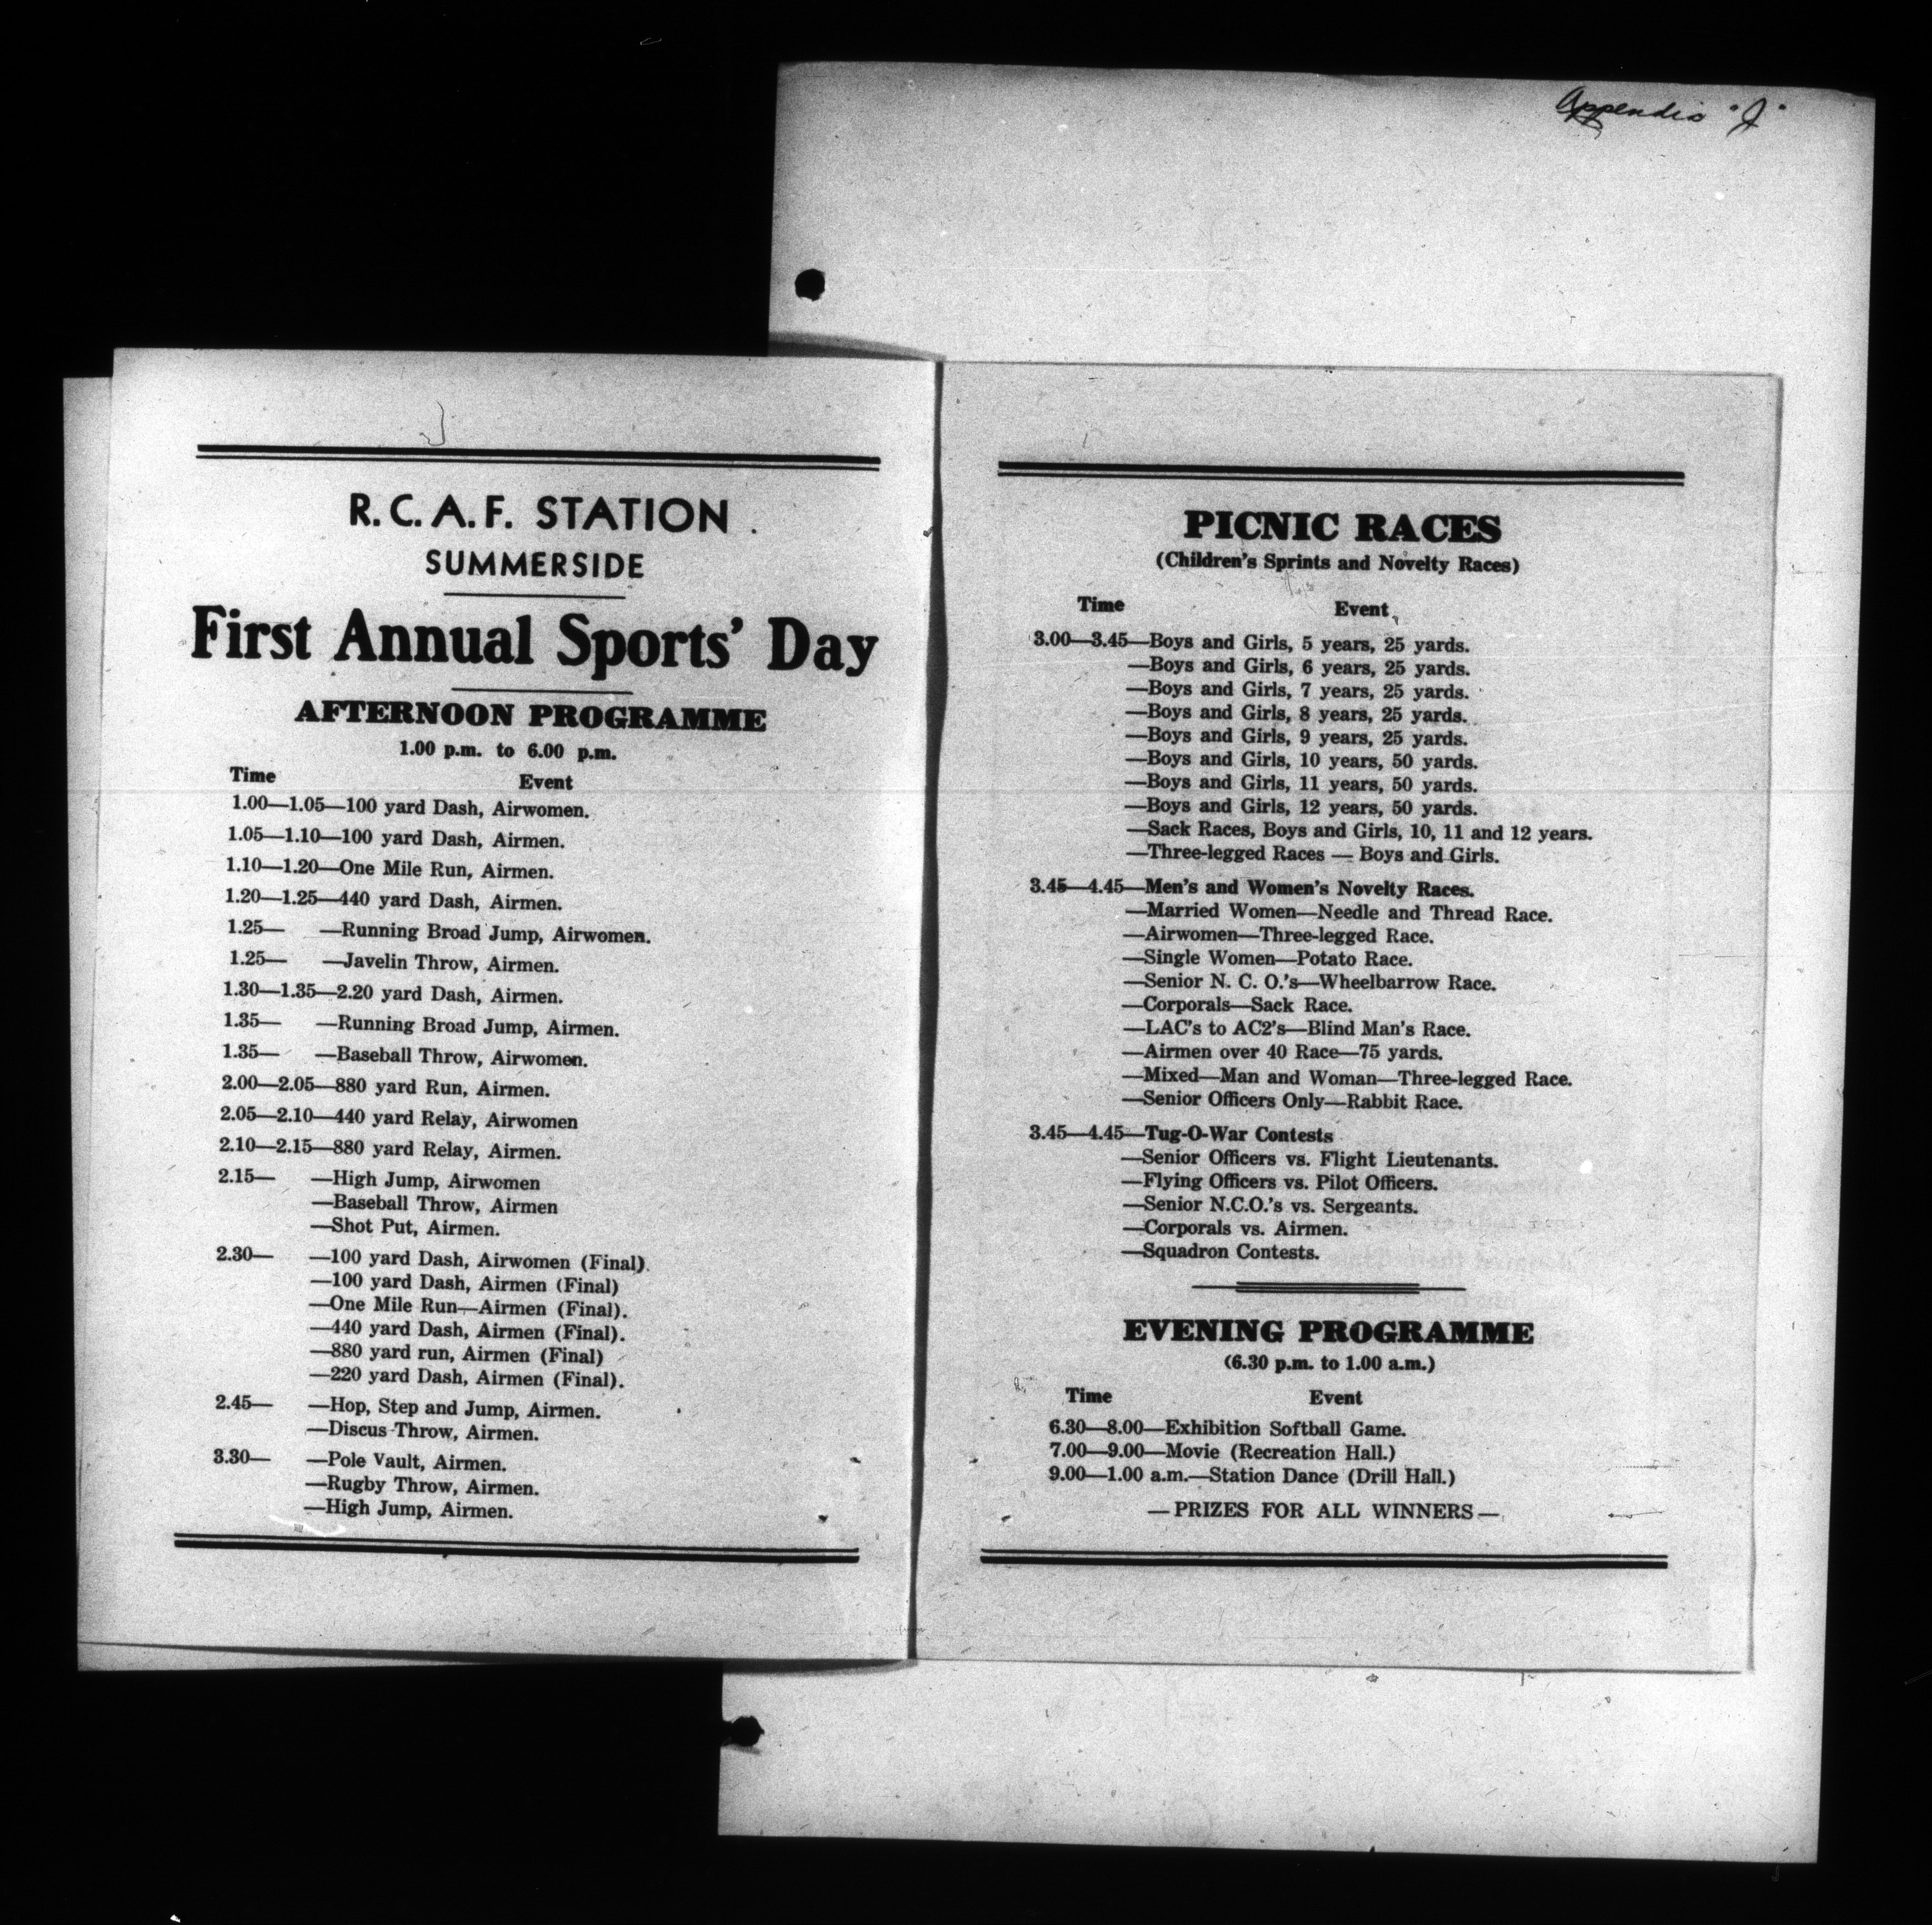 Appendix "J"
R. C. A. F. STATION
SUMMERSIDE
First Annual Sports' Day
AFTERNOON PROGRAMME
1.00 p.m. to 6.00 p.m.
Time Event
1.00—1.05—100 yard Dash, Airwomen.
1.05—1.10—100 yard Dash, Airmen.
1.10—1.20—One Mile Run, Airmen.
1.20—1.25—440 yard Dash, Airmen.
1.25— —Running Broad Jump, Airwomen.
1.25— —Javelin Throw, Airmen.
1.30—1.35—2.20 yard Dash, Airmen.
1.35— —Running Broad Jump, Airmen.
1.35— —Baseball Throw, Airwomen.
2.00—2.05—880 yard Run, Airmen.
2.05—2.10—440 yard Relay, Airwomen
2.10—2.15—880 yard Relay, Airmen.
2.15— —High Jump, Airwomen
—Baseball Throw, Airmen
—Shot Put, Airmen.
2.30— —100 yard Dash, Airwomen (Final).
—100 yard Dash, Airmen (Final)
—One Mile Run—Airmen (Final).
—440 yard Dash, Airmen (Final).
—880 yard run, Airmen (Final)
—220 yard Dash, Airmen (Final).
2.45— —Hop, Step and Jump, Airmen.
—Discus Throw, Airmen.
3.30— —Pole Vault, Airmen.
—Rugby Throw, Airmen.
—High Jump, Airmen.
PICNIC RACES
(Children's Sprints and Novelty Races)
Time Event
3.00—3.45—Boys and Girls, 5 years, 25 yards.
—Boys and Girls, 6 years, 25 yards.
—Boys and Girls, 7 years, 25 yards.
—Boys and Girls, 8 years, 25 yards.
—Boys and Girls, 9 years, 25 yards.
—Boys and Girls, 10 years, 50 yards.
—Boys and Girls, 11 years, 50 yards.
—Boys and Girls, 12 years, 50 yards.
—Sack Races, Boys and Girls, 10, 11 and 12 years.
—Three-legged Races — Boys and Girls.
3.45—4.45—Men's and Women's Novelty Races.
—Married Women—Needle and Thread Race.
—Airwomen—Three-legged Race.
—Single Women—Potato Race.
—Senior N. C. O.'s—Wheelbarrow Race.
—Corporals—Sack Race.
—LAC's to AC2's—Blind Man's Race.
—Airmen over 40 Race—75 yards.
—Mixed—Man and Woman—Three-legged Race.
—Senior Officers Only—Rabbit Race.
3.45—4.45—Tug-O-War Contests
—Senior Officers vs. Flight Lieutenants.
—Flying Officers vs. Pilot Officers.
—Senior N.C.O.'s vs. Sergeants.
—Corporals vs. Airmen.
—Squadron Contests.
EVENING PROGRAMME
(6.30 p.m. to 1.00 a.m.)
Time Event
6.30—8.00—Exhibition Softball Game.
7.00—9.00—Movie (Recreation Hall.)
9.00—1.00 a.m.—Station Dance (Drill Hall.)
— PRIZES FOR ALL WINNERS —